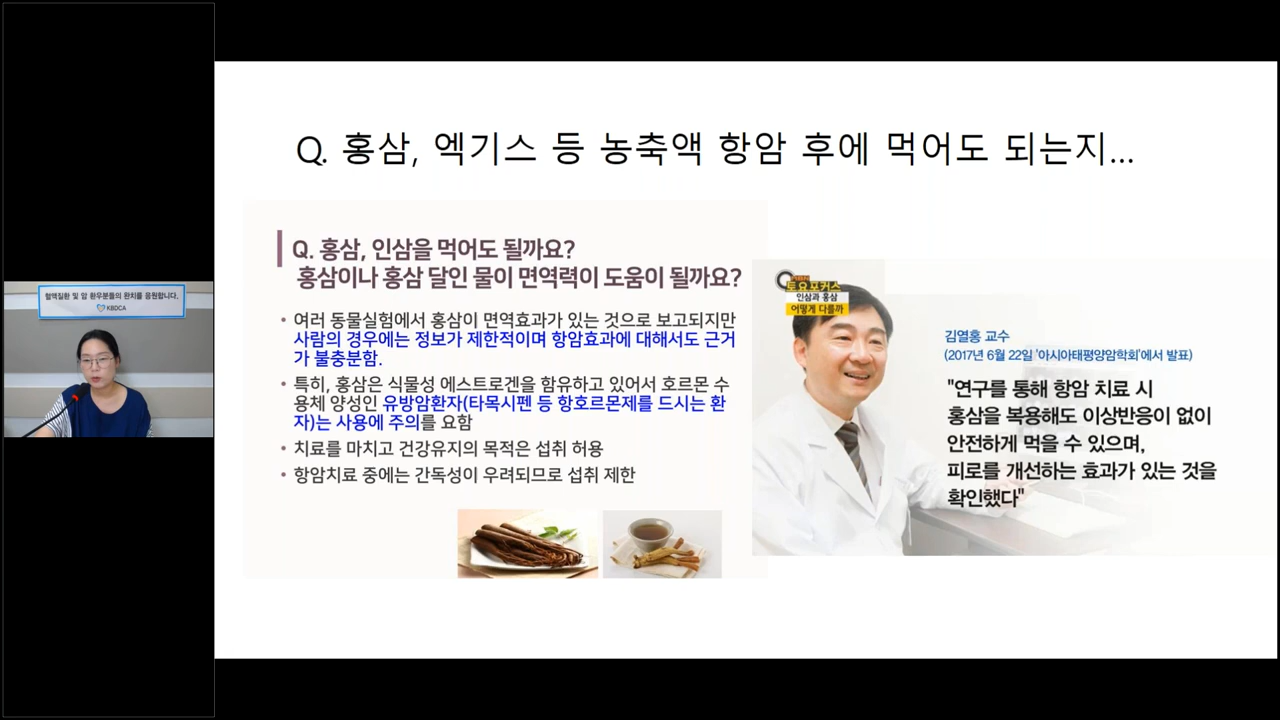 Q. 홍삼, 엑기스 등 농축액 항암 후에 먹어도 되는지...
Q. 홍삼, 인삼을 먹어도 될까요?
홍삼이나 홍삼 달인 물이 면역력이 도움이 될까요?
• 여러 동물실험에서 홍삼이 면역효과가 있는 것으로 보고되지만
사람의 경우에는 정보가 제한적이며 항암효과에 대해서도 근거
가 불충분함.
• 특히, 홍삼은 식물성 에스트로겐을 함유하고 있어서 호르몬 수
용체 양성인 유방암환자(타목시펜 등 항호르몬제를 드시는 환
자)는 사용에 주의를 요함
• 치료를 마치고 건강유지의 목적은 섭취 허용
• 항암치료 중에는 간독성이 우려되므로 섭취 제한
토요포커스
인삼과 홍삼
어떻게 다를까
김열홍 교수
(2017년 6월 22일 '아시아태평양암학회'에서 발표)
"연구를 통해 항암 치료 시
홍삼을 복용해도 이상반응이 없이
안전하게 먹을 수 있으며,
피로를 개선하는 효과가 있는 것을
확인했다"
혈액질환 및 암 환우분들의 완치를 응원합니다.
KBDCA